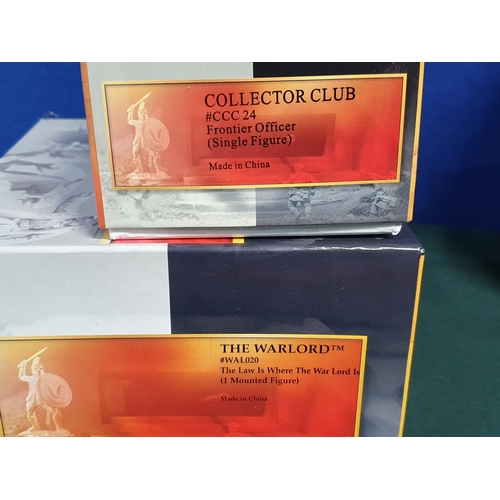 COLLECTOR CLUB
#CCC 24
Frontier Officer
(Single Figure)
Made in China
THE WARLORD™
#WAL020
The Law Is Where The War Lord Is
(1 Mounted Figure)
Made in China